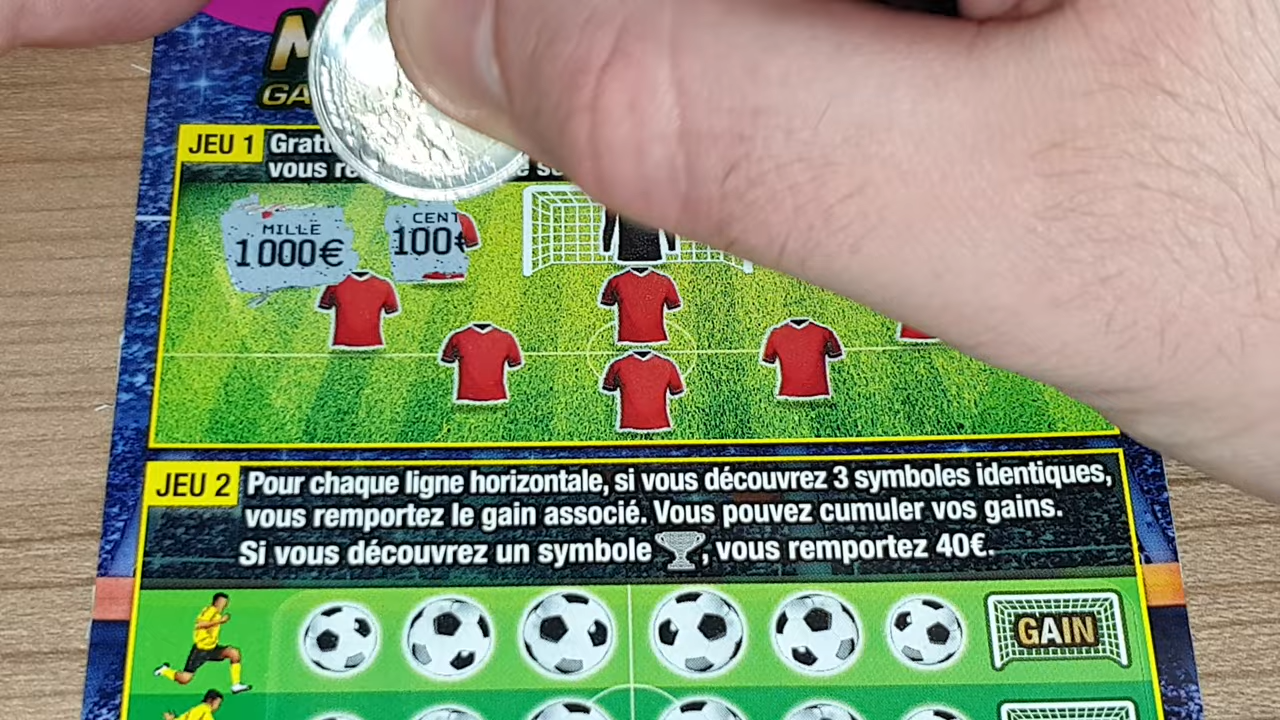 JEU 1
vous
MILLE
1000€
CENT
100€
JEU 2
Pour chaque ligne horizontale, si vous découvrez 3 symboles identiques,
vous remportez le gain associé. Vous pouvez cumuler vos gains.
Si vous découvrez un symbole , vous remportez 40€.
GAIN